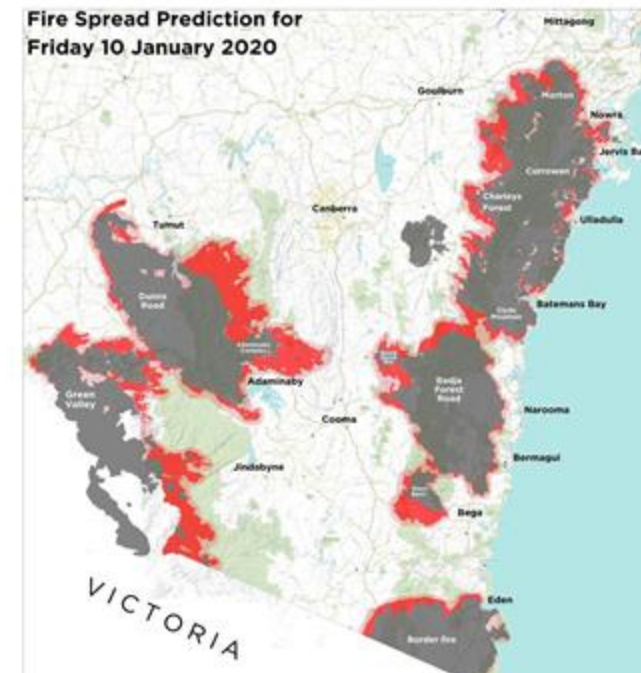 Fire Spread Prediction for
Friday 10 January 2020
Mittagong
Goulburn
Morton
Nowra
Jervis Ba
Currowan
Charleys
Forest
Canberra
Ulladulla
Tumut
Dunns
Road
Batemans Bay
Clyde
Mountain
Adaminaby
Green
Valley
Badja
Forest
Road
Narooma
Cooma
Bermagui
Jindabyne
Bega
VICTORIA
Eden
Border fire